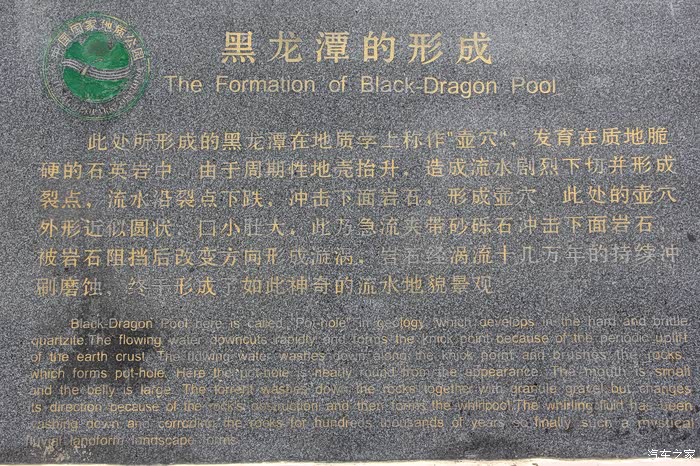 国国家地质公
黑龙潭的形成
The Formation of Black-Dragon Pool
此处所形成的黑龙潭在地质学上称作"壶穴"，发育在质地脆
硬的石英岩中。由于周期性地壳抬升，造成流水剧烈下切并形成
裂点，流水沿裂点下跌，冲击下面岩石，形成壶穴。此处的壶穴
外形近似圆状，口小肚大，此乃急流夹带砂砾石冲击下面岩石，
被岩石阻挡后改变方向形成漩涡，岩石经涡流十几万年的持续冲
刷磨蚀，终于形成了如此神奇的流水地貌景观
Black-Dragon Pool here is called "Pot-hole" in geology which develops in the hard and brittle
quartzite.The flowing water downcuts rapidly and forms the knick point because of the periodic uplift
of the earth crust. The flowing water washes down along the knick point and brushes the rocks,
which forms pot-hole. Here the pot-hole is nearly round from the appearance. The mouth is small
and the belly is large. The torrent washes down the rocks together with granule gravel but changes
its direction because of the rock's obstruction and then forms the whirlpool.The whirling fluid has been
washing down and corroding the rocks for hundreds thousands of years so finally such a mystical
fluvial landform landscape forms.
汽车之家